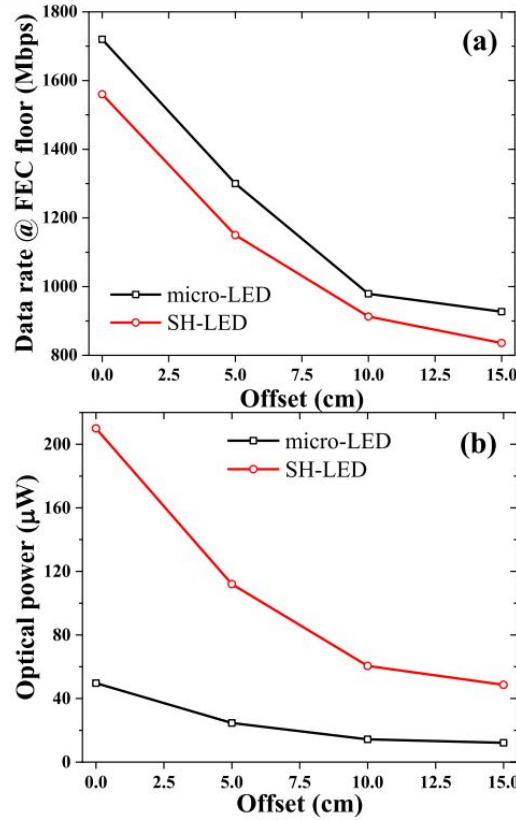 (a)
Data rate @ FEC floor (Mbps)
1800
1600
1400
1200
1000
800
micro-LED
SH-LED
0.0 2.5 5.0 7.5 10.0 12.5 15.0
Offset (cm)
(b)
Optical power (μW)
200
160
120
80
40
0
micro-LED
SH-LED
0.0 2.5 5.0 7.5 10.0 12.5 15.0
Offset (cm)